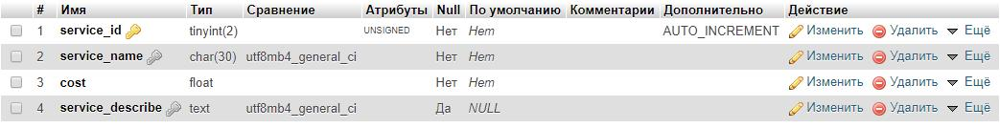 # Имя Тип Сравнение Атрибуты Null По умолчанию Комментарии Дополнительно Действие
1 service_id tinyint(2) UNSIGNED Нет Нет AUTO_INCREMENT Изменить Удалить Ещё
2 service_name char(30) utf8mb4_general_ci Нет Нет Изменить Удалить Ещё
3 cost float Нет Нет Изменить Удалить Ещё
4 service_describe text utf8mb4_general_ci Да NULL Изменить Удалить Ещё